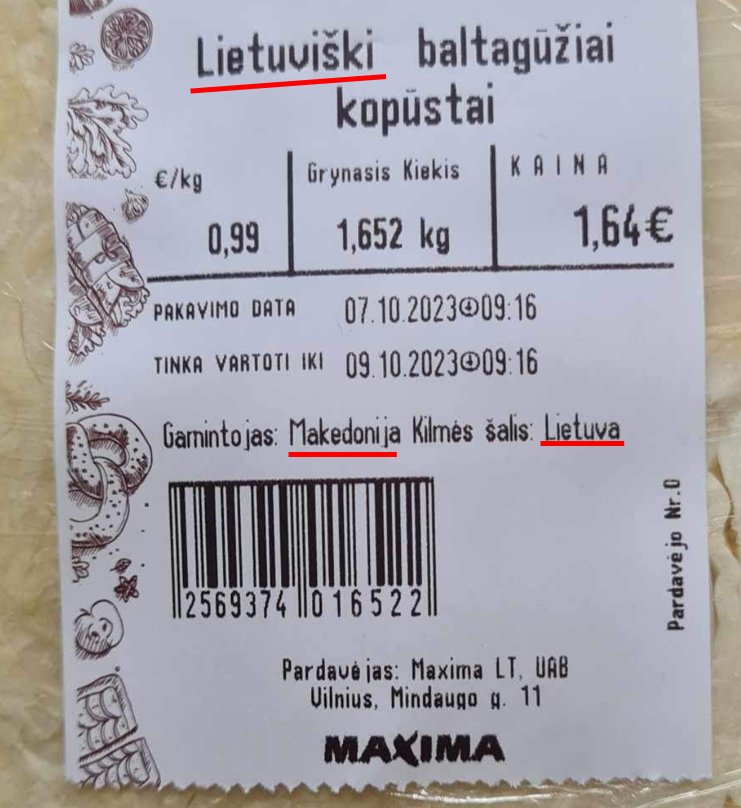 Lietuviški baltagūžiai
kopūstai
€/kg
0,99
Grynasis Kiekis
1,652 kg
KAINA
1,64€
PAKAVIMO DATA 07.10.2023 09:16
TINKA VARTOTI IKI 09.10.2023 09:16
Gamintojas: Makedonija Kilmės šalis: Lietuva
2569374 016522
Pardavėjo Nr.0
Pardavėjas: Maxima LT, UAB
Vilnius, Mindaugo g. 11
MAXIMA